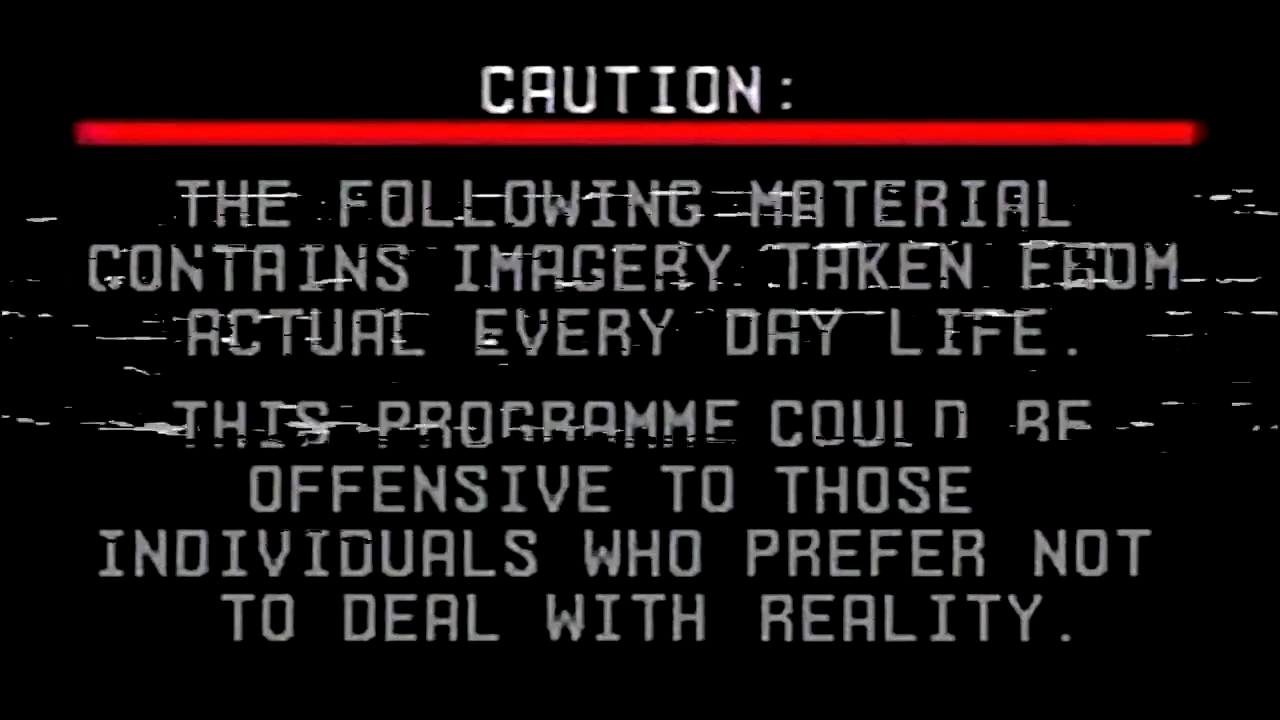 CAUTION:
THE FOLLOWING MATERIAL
CONTAINS IMAGERY TAKEN FROM
ACTUAL EVERY DAY LIFE.
THIS PROGRAMME COULD BE
OFFENSIVE TO THOSE
INDIVIDUALS WHO PREFER NOT
TO DEAL WITH REALITY.